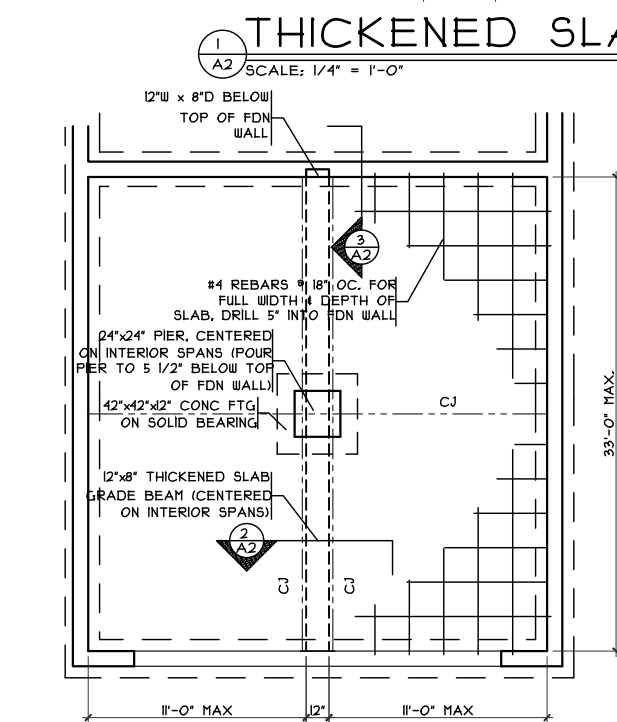 THICKENED SLA
1
A2
SCALE: 1/4" = 1'-0"
12"W x 8"D BELOW
TOP OF FDN
WALL
3
A2
#4 REBARS @ 18" OC. FOR
FULL WIDTH & DEPTH OF
SLAB, DRILL 5" INTO FDN WALL
24"x24" PIER, CENTERED
ON INTERIOR SPANS (POUR
PIER TO 5 1/2" BELOW TOP
OF FDN WALL)
CJ
42"x42"x12" CONC FTG
ON SOLID BEARING
33'-0" MAX.
12"x8" THICKENED SLAB
GRADE BEAM (CENTERED
ON INTERIOR SPANS)
2
A2
CJ
CJ
11'-0" MAX
12"
11'-0" MAX